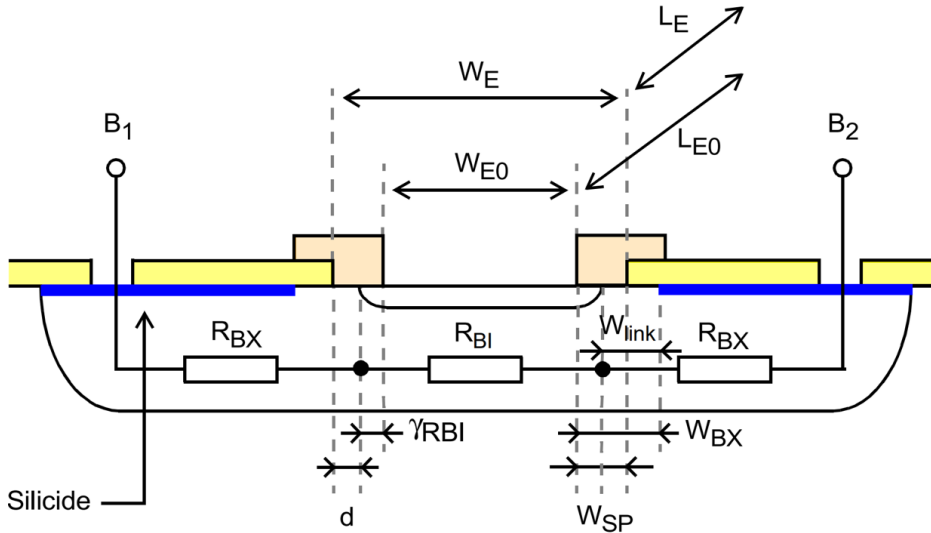 L_E
W_E
B_1
B_2
L_E0
W_E0
W_link
R_BX
R_BI
R_BX
γ_RBI
W_BX
Silicide
d
W_SP